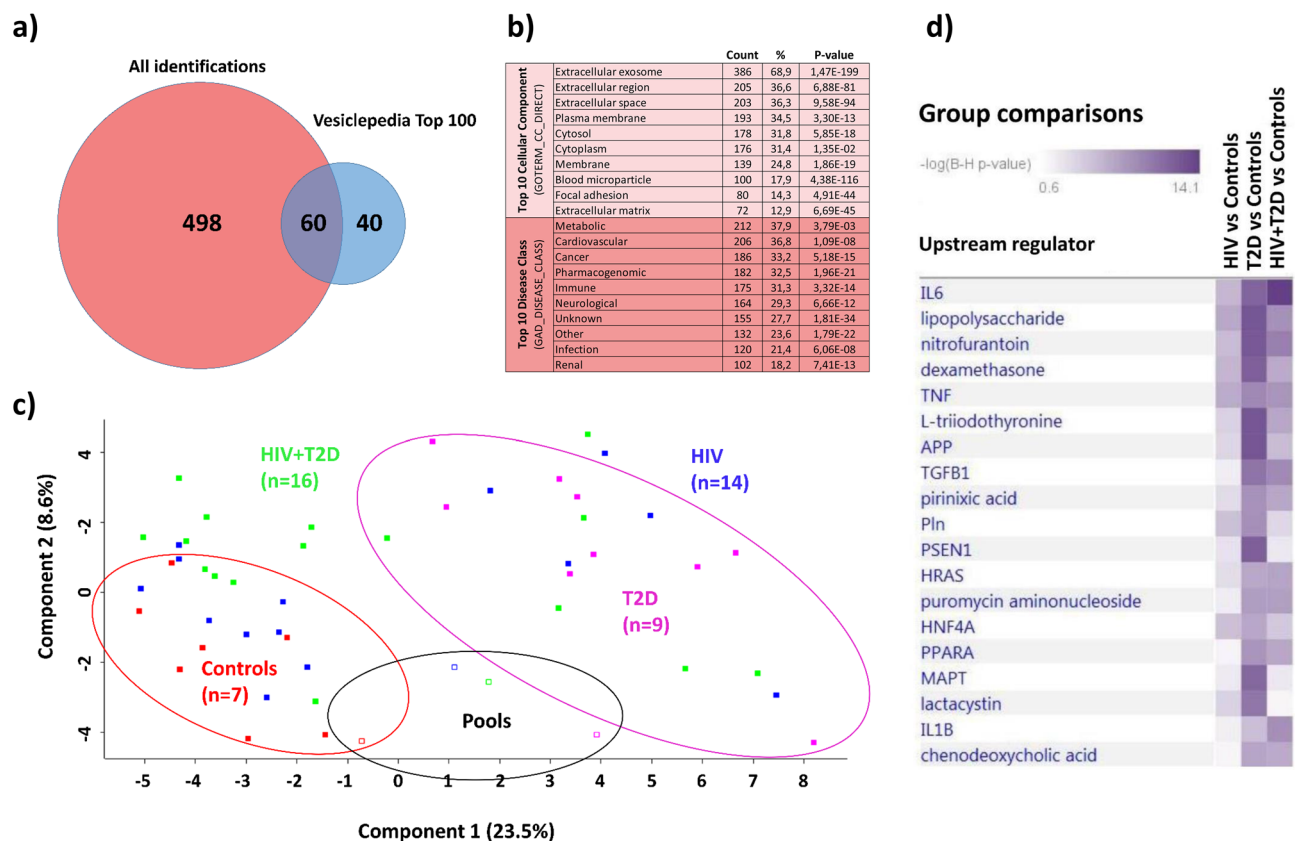 a)
All identifications
Vesiclepedia Top 100
498
60
40
b)
Count % P-value
Top 10 Cellular Component
(GOTERM_CC_DIRECT)
Extracellular exosome 386 68,9 1,47E-199
Extracellular region 205 36,6 6,88E-81
Extracellular space 203 36,3 9,58E-94
Plasma membrane 193 34,5 3,30E-13
Cytosol 178 31,8 5,85E-18
Cytoplasm 176 31,4 1,35E-02
Membrane 139 24,8 1,86E-19
Blood microparticle 100 17,9 4,38E-116
Focal adhesion 80 14,3 4,91E-44
Extracellular matrix 72 12,9 6,69E-45
Top 10 Disease Class
(GAD_DISEASE_CLASS)
Metabolic 212 37,9 3,79E-03
Cardiovascular 206 36,8 1,09E-08
Cancer 186 33,2 5,18E-15
Pharmacogenomic 182 32,5 1,96E-21
Immune 175 31,3 3,32E-14
Neurological 164 29,3 6,66E-12
Unknown 155 27,7 1,81E-34
Other 132 23,6 1,79E-22
Infection 120 21,4 6,06E-08
Renal 102 18,2 7,41E-13
c)
Component 2 (8.6%)
4
-2
0
-2
-4
HIV+T2D
(n=16)
HIV
(n=14)
T2D
(n=9)
Controls
(n=7)
Pools
-5 -4 -3 -2 -1 0 1 2 3 4 5 6 7 8
Component 1 (23.5%)
d)
Group comparisons
-log(B-H p-value)
0.6 14.1
HIV vs Controls
T2D vs Controls
HIV+T2D vs Controls
Upstream regulator
IL6
lipopolysaccharide
nitrofurantoin
dexamethasone
TNF
L-triiodothyronine
APP
TGFB1
pirinixic acid
Pln
PSEN1
HRAS
puromycin aminonucleoside
HNF4A
PPARA
MAPT
lactacystin
IL1B
chenodeoxycholic acid